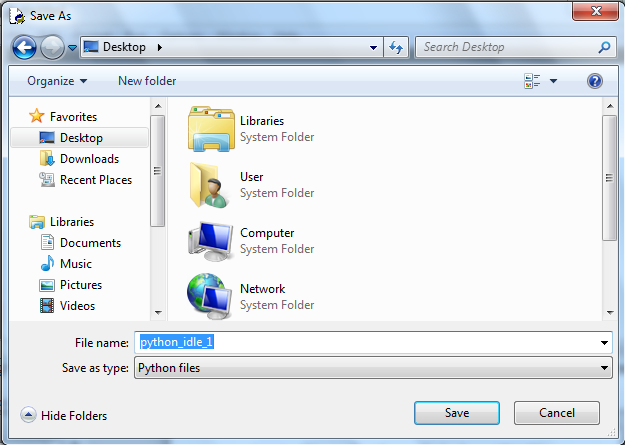 Save As
Desktop
Search Desktop
Organize
New folder
Favorites
Desktop
Downloads
Recent Places
Libraries
Documents
Music
Pictures
Videos
Libraries
System Folder
User
System Folder
Computer
System Folder
Network
System Folder
File name: python_idle_1
Save as type: Python files
Hide Folders
Save
Cancel